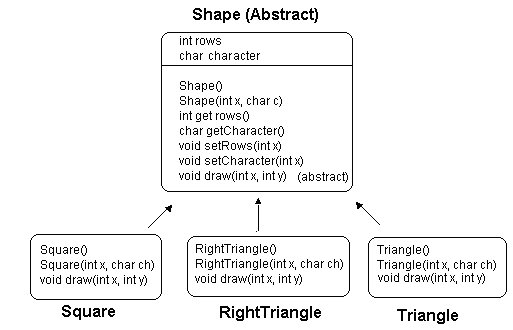 Shape (Abstract)
int rows
char character
Shape()
Shape(int x, char c)
int get rows()
char getCharacter()
void setRows(int x)
void setCharacter(int x)
void draw(int x, int y) (abstract)
Square()
Square(int x, char ch)
void draw(int x, int y)
Square
RightTriangle()
RightTriangle(int x, char ch)
void draw(int x, int y)
RightTriangle
Triangle()
Triangle(int x, char ch)
void draw(int x, int y)
Triangle